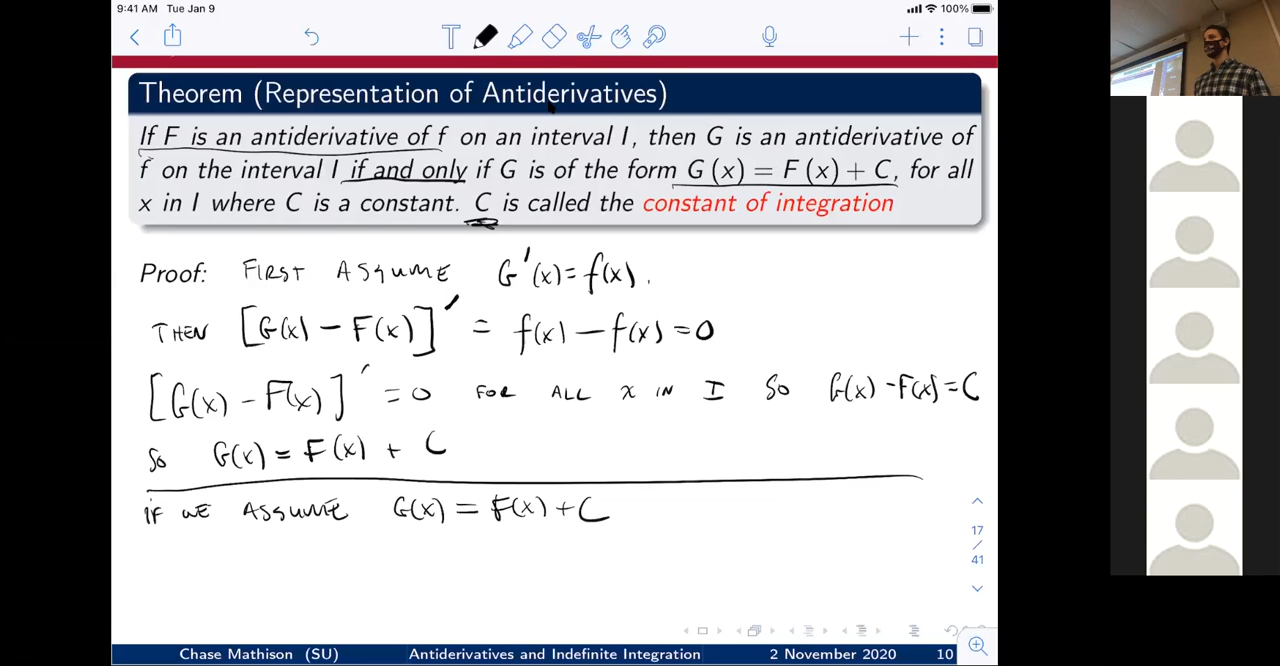 9:41 AM Tue Jan 9
100%
Theorem (Representation of Antiderivatives)
If F is an antiderivative of f on an interval I, then G is an antiderivative of
f on the interval I if and only if G is of the form G (x) = F (x) + C, for all
x in I where C is a constant. C is called the constant of integration
Proof: FIRST ASSUME G'(x) = f(x).
THEN [G(x) - F(x)]' = f(x) - f(x) = 0
[G(x) - F(x)]' = 0 FOR ALL x IN I SO G(x) - F(x) = C
SO G(x) = F(x) + C
IF WE ASSUME G(x) = F(x) + C
17
/
41
Chase Mathison (SU) Antiderivatives and Indefinite Integration 2 November 2020 10